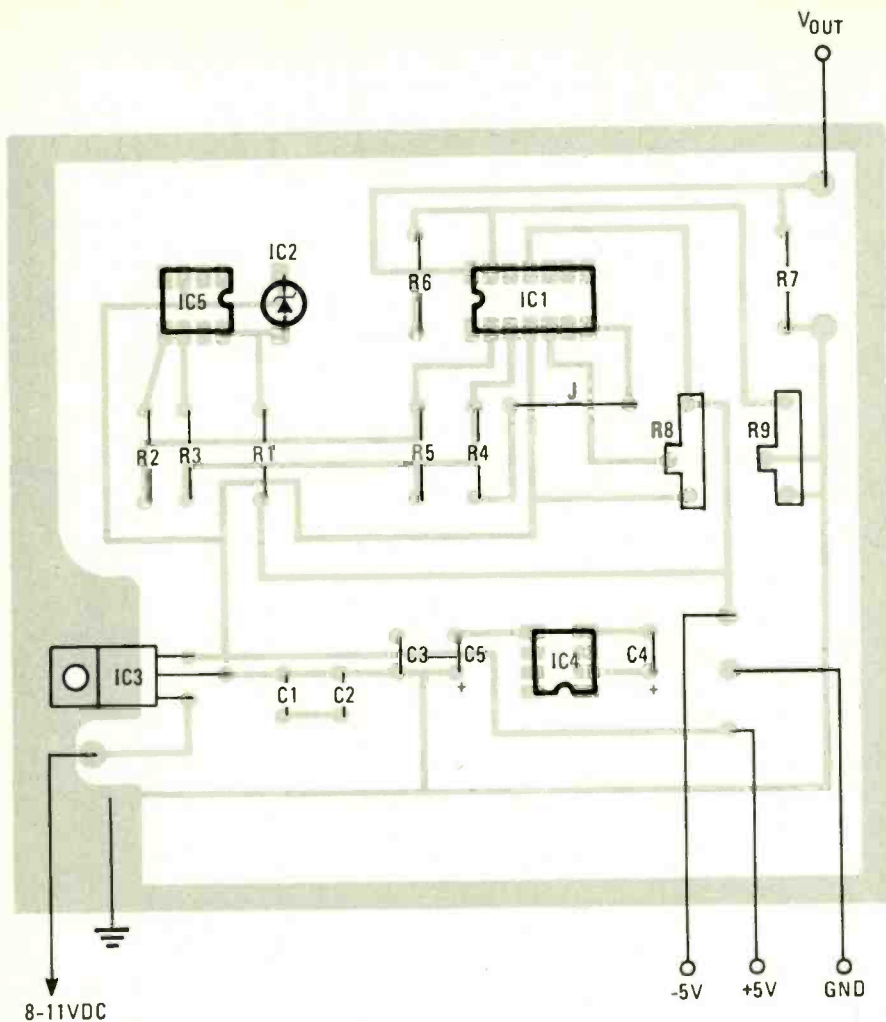 VOUT
IC2
IC5
R6
IC1
R7
J
R8
R9
R2
R3
R1
R5
R4
IC3
C1
C2
C3
C5
+
IC4
C4
+
8-11VDC
-5V
+5V
GND